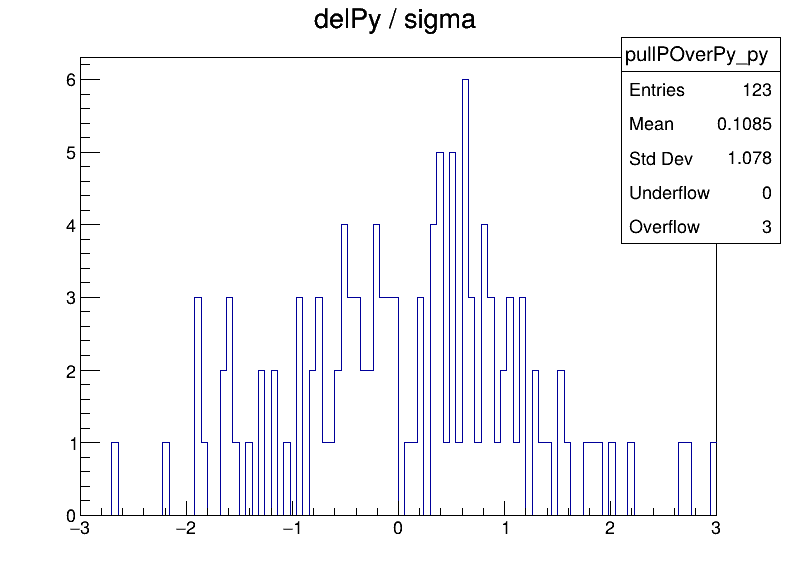 delPy / sigma
pullPOverPy_py
Entries 123
Mean 0.1085
Std Dev 1.078
Underflow 0
Overflow 3
6
5
4
3
2
1
0
−3 −2 −1 0 1 2 3